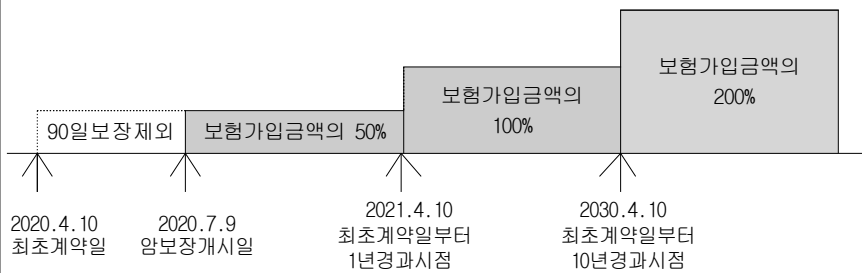 보험가입금액의
200%
보험가입금액의
100%
90일보장제외
보험가입금액의 50%
2020.4.10
최초계약일
2020.7.9
암보장개시일
2021.4.10
최초계약일부터
1년경과시점
2030.4.10
최초계약일부터
10년경과시점